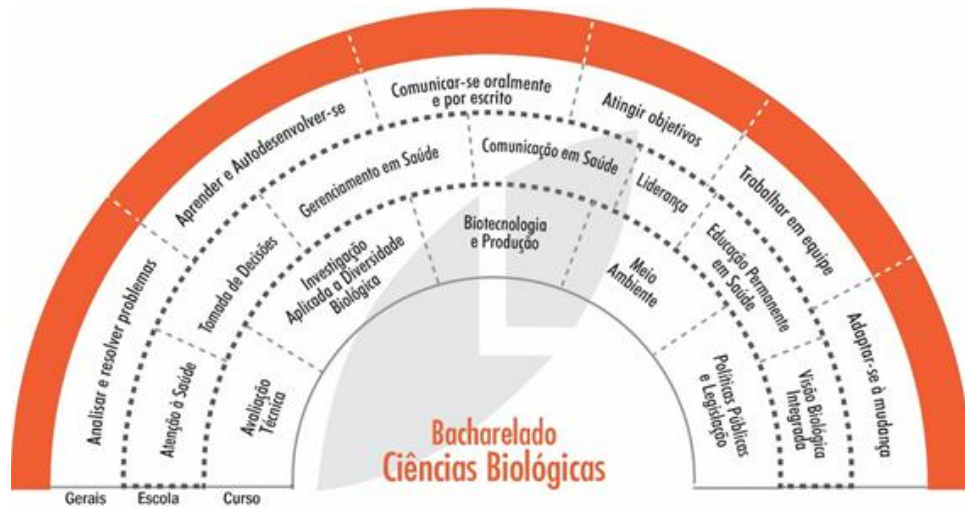 Analisar e resolver problemas
Aprender e Autodesenvolver-se
Comunicar-se oralmente
e por escrito
Atingir objetivos
Trabalhar em equipe
Adaptar-se à mudança
Atenção à Saúde
Tomada de Decisões
Gerenciamento em Saúde
Comunicação em Saúde
Liderança
Educação Permanente
em Saúde
Visão Biológica
Integrada
Avaliação
Técnica
Investigação
Aplicada a Diversidade
Biológica
Biotecnologia
e Produção
Meio
Ambiente
Políticas Públicas
e Legislação
Bacharelado
Ciências Biológicas
Gerais
Escola
Curso